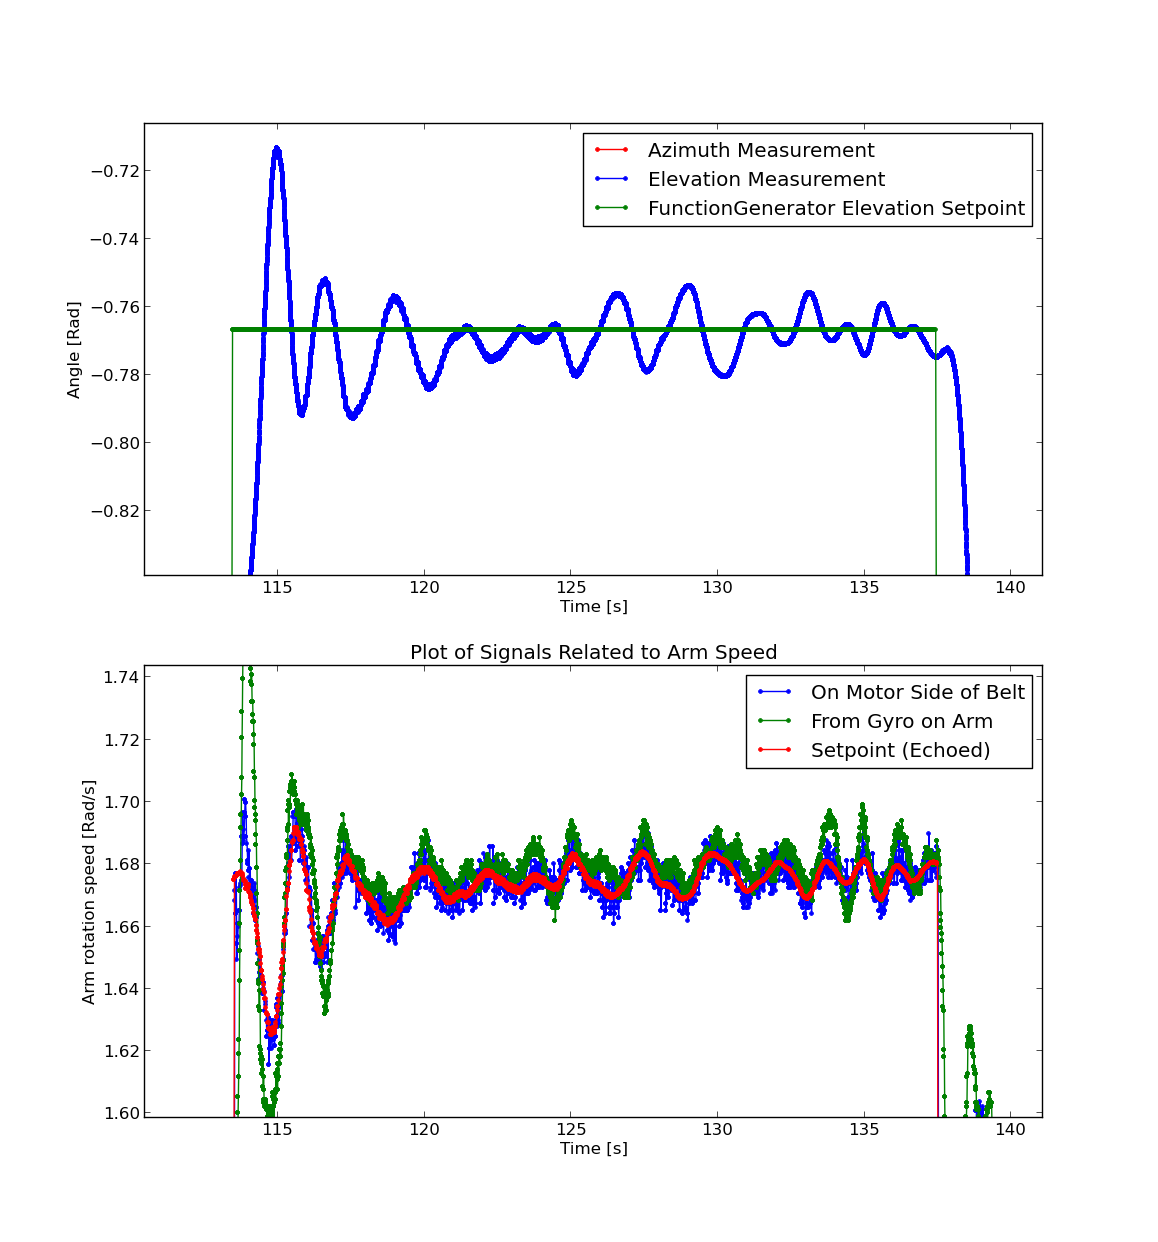 Azimuth Measurement
Elevation Measurement
FunctionGenerator Elevation Setpoint
Angle [Rad]
−0.72
−0.74
−0.76
−0.78
−0.80
−0.82
115 120 125 130 135 140
Time [s]
Plot of Signals Related to Arm Speed
On Motor Side of Belt
From Gyro on Arm
Setpoint (Echoed)
Arm rotation speed [Rad/s]
1.74
1.72
1.70
1.68
1.66
1.64
1.62
1.60
115 120 125 130 135 140
Time [s]